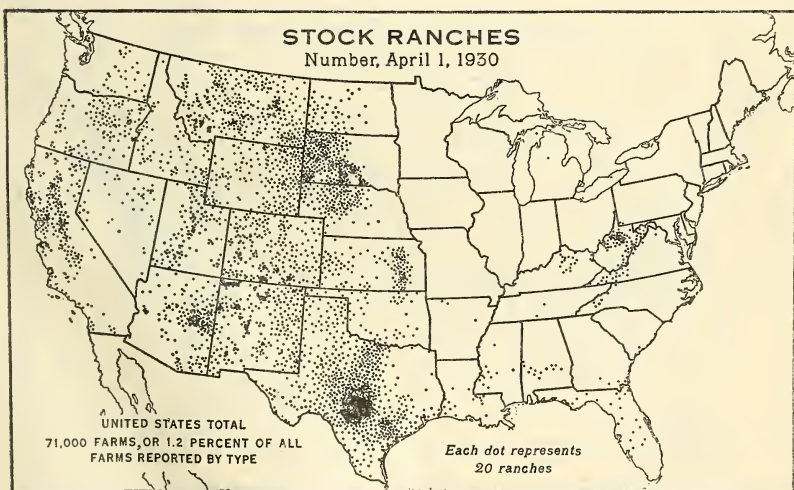 STOCK RANCHES
Number, April 1, 1930
UNITED STATES TOTAL
71,000 FARMS, OR 1.2 PERCENT OF ALL
FARMS REPORTED BY TYPE
Each dot represents
20 ranches